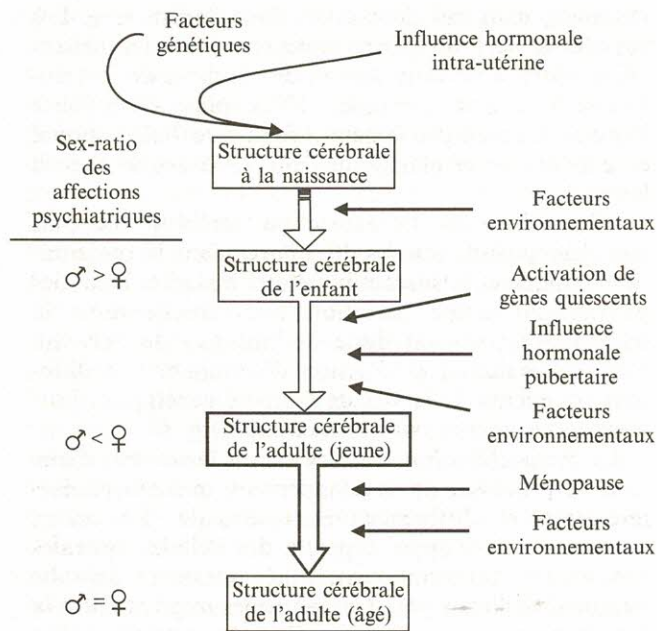 Facteurs
génétiques
Influence hormonale
intra-utérine
Structure cérébrale
à la naissance
Sex-ratio
des
affections
psychiatriques
Facteurs
environnementaux
♂ > ♀
Structure cérébrale
de l'enfant
Activation de
gènes quiescents
Influence
hormonale
pubertaire
Facteurs
environnementaux
♂ < ♀
Structure cérébrale
de l'adulte (jeune)
Ménopause
Facteurs
environnementaux
♂ = ♀
Structure cérébrale
de l'adulte (âgé)